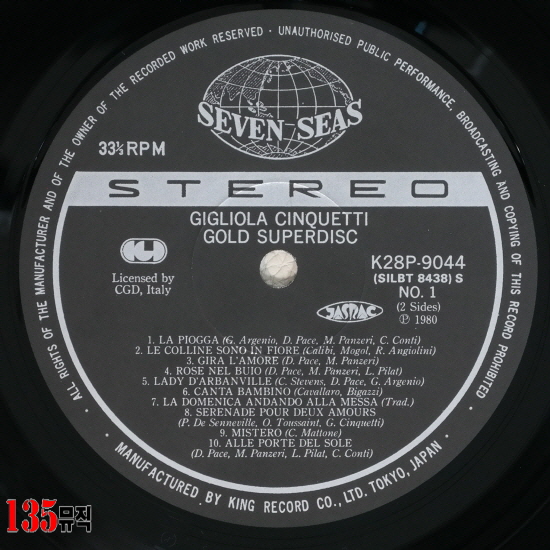 ALL RIGHTS OF THE MANUFACTURER AND OF THE OWNER OF THE RECORDED WORK RESERVED · UNAUTHORISED PUBLIC PERFORMANCE, BROADCASTING AND COPYING OF THIS RECORD PROHIBITED
SEVEN SEAS
33⅓RPM
STEREO
GIGLIOLA CINQUETTI
GOLD SUPERDISC
Licensed by
CGD, Italy
K28P-9044
(SILBT 8438) S
NO. 1
(2 Sides)
℗ 1980
JASRAC
1. LA PIOGGA (G. Argenio, D. Pace, M. Panzeri, C. Conti)
2. LE COLLINE SONO IN FIORE (Calibi, Mogol, R. Angiolini)
3. GIRA L'AMORE (D. Pace, M. Panzeri)
4. ROSE NEL BUIO (D. Pace, M. Panzeri, L. Pilat)
5. LADY D'ARBANVILLE (C. Stevens, D. Pace, G. Argenio)
6. CANTA BAMBINO (Cavallaro, Bigazzi)
7. LA DOMENICA ANDANDO ALLA MESSA (Trad.)
8. SERENADE POUR DEUX AMOURS
(P. De Senneville, O. Toussaint, G. Cinquetti)
9. MISTERO (C. Mattone)
10. ALLE PORTE DEL SOLE
(D. Pace, M. Panzeri, L. Pilat, C. Conti)
MANUFACTURED BY KING RECORD CO., LTD. TOKYO, JAPAN
135뮤직